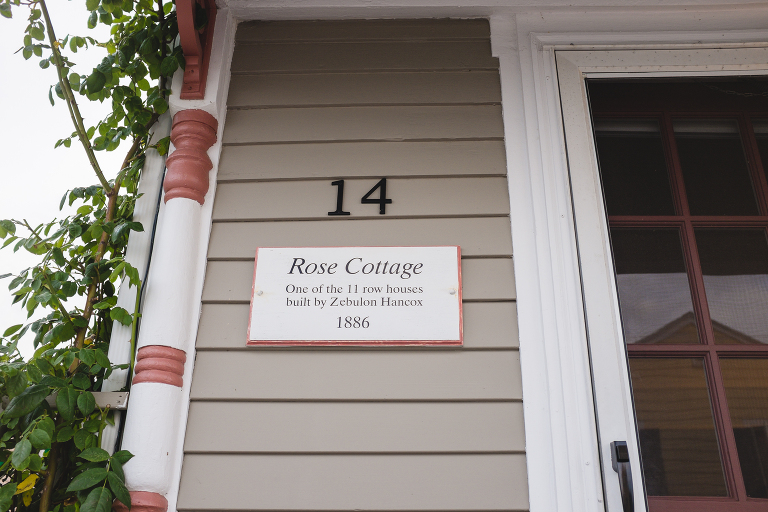 14
Rose Cottage
One of the 11 row houses
built by Zebulon Hancox
1886